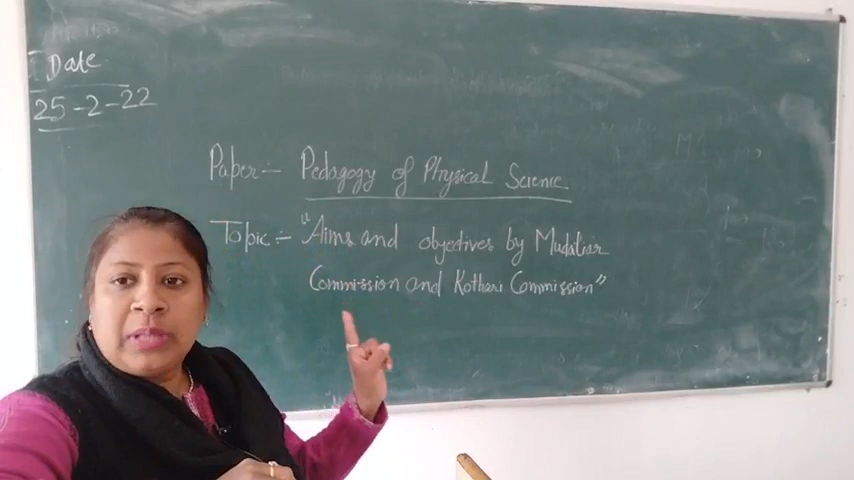 Date
25-2-22
Paper:- Pedagogy of Physical Science
Topic:- "Aims and objectives by Mudaliar
Commission and Kothari Commission"